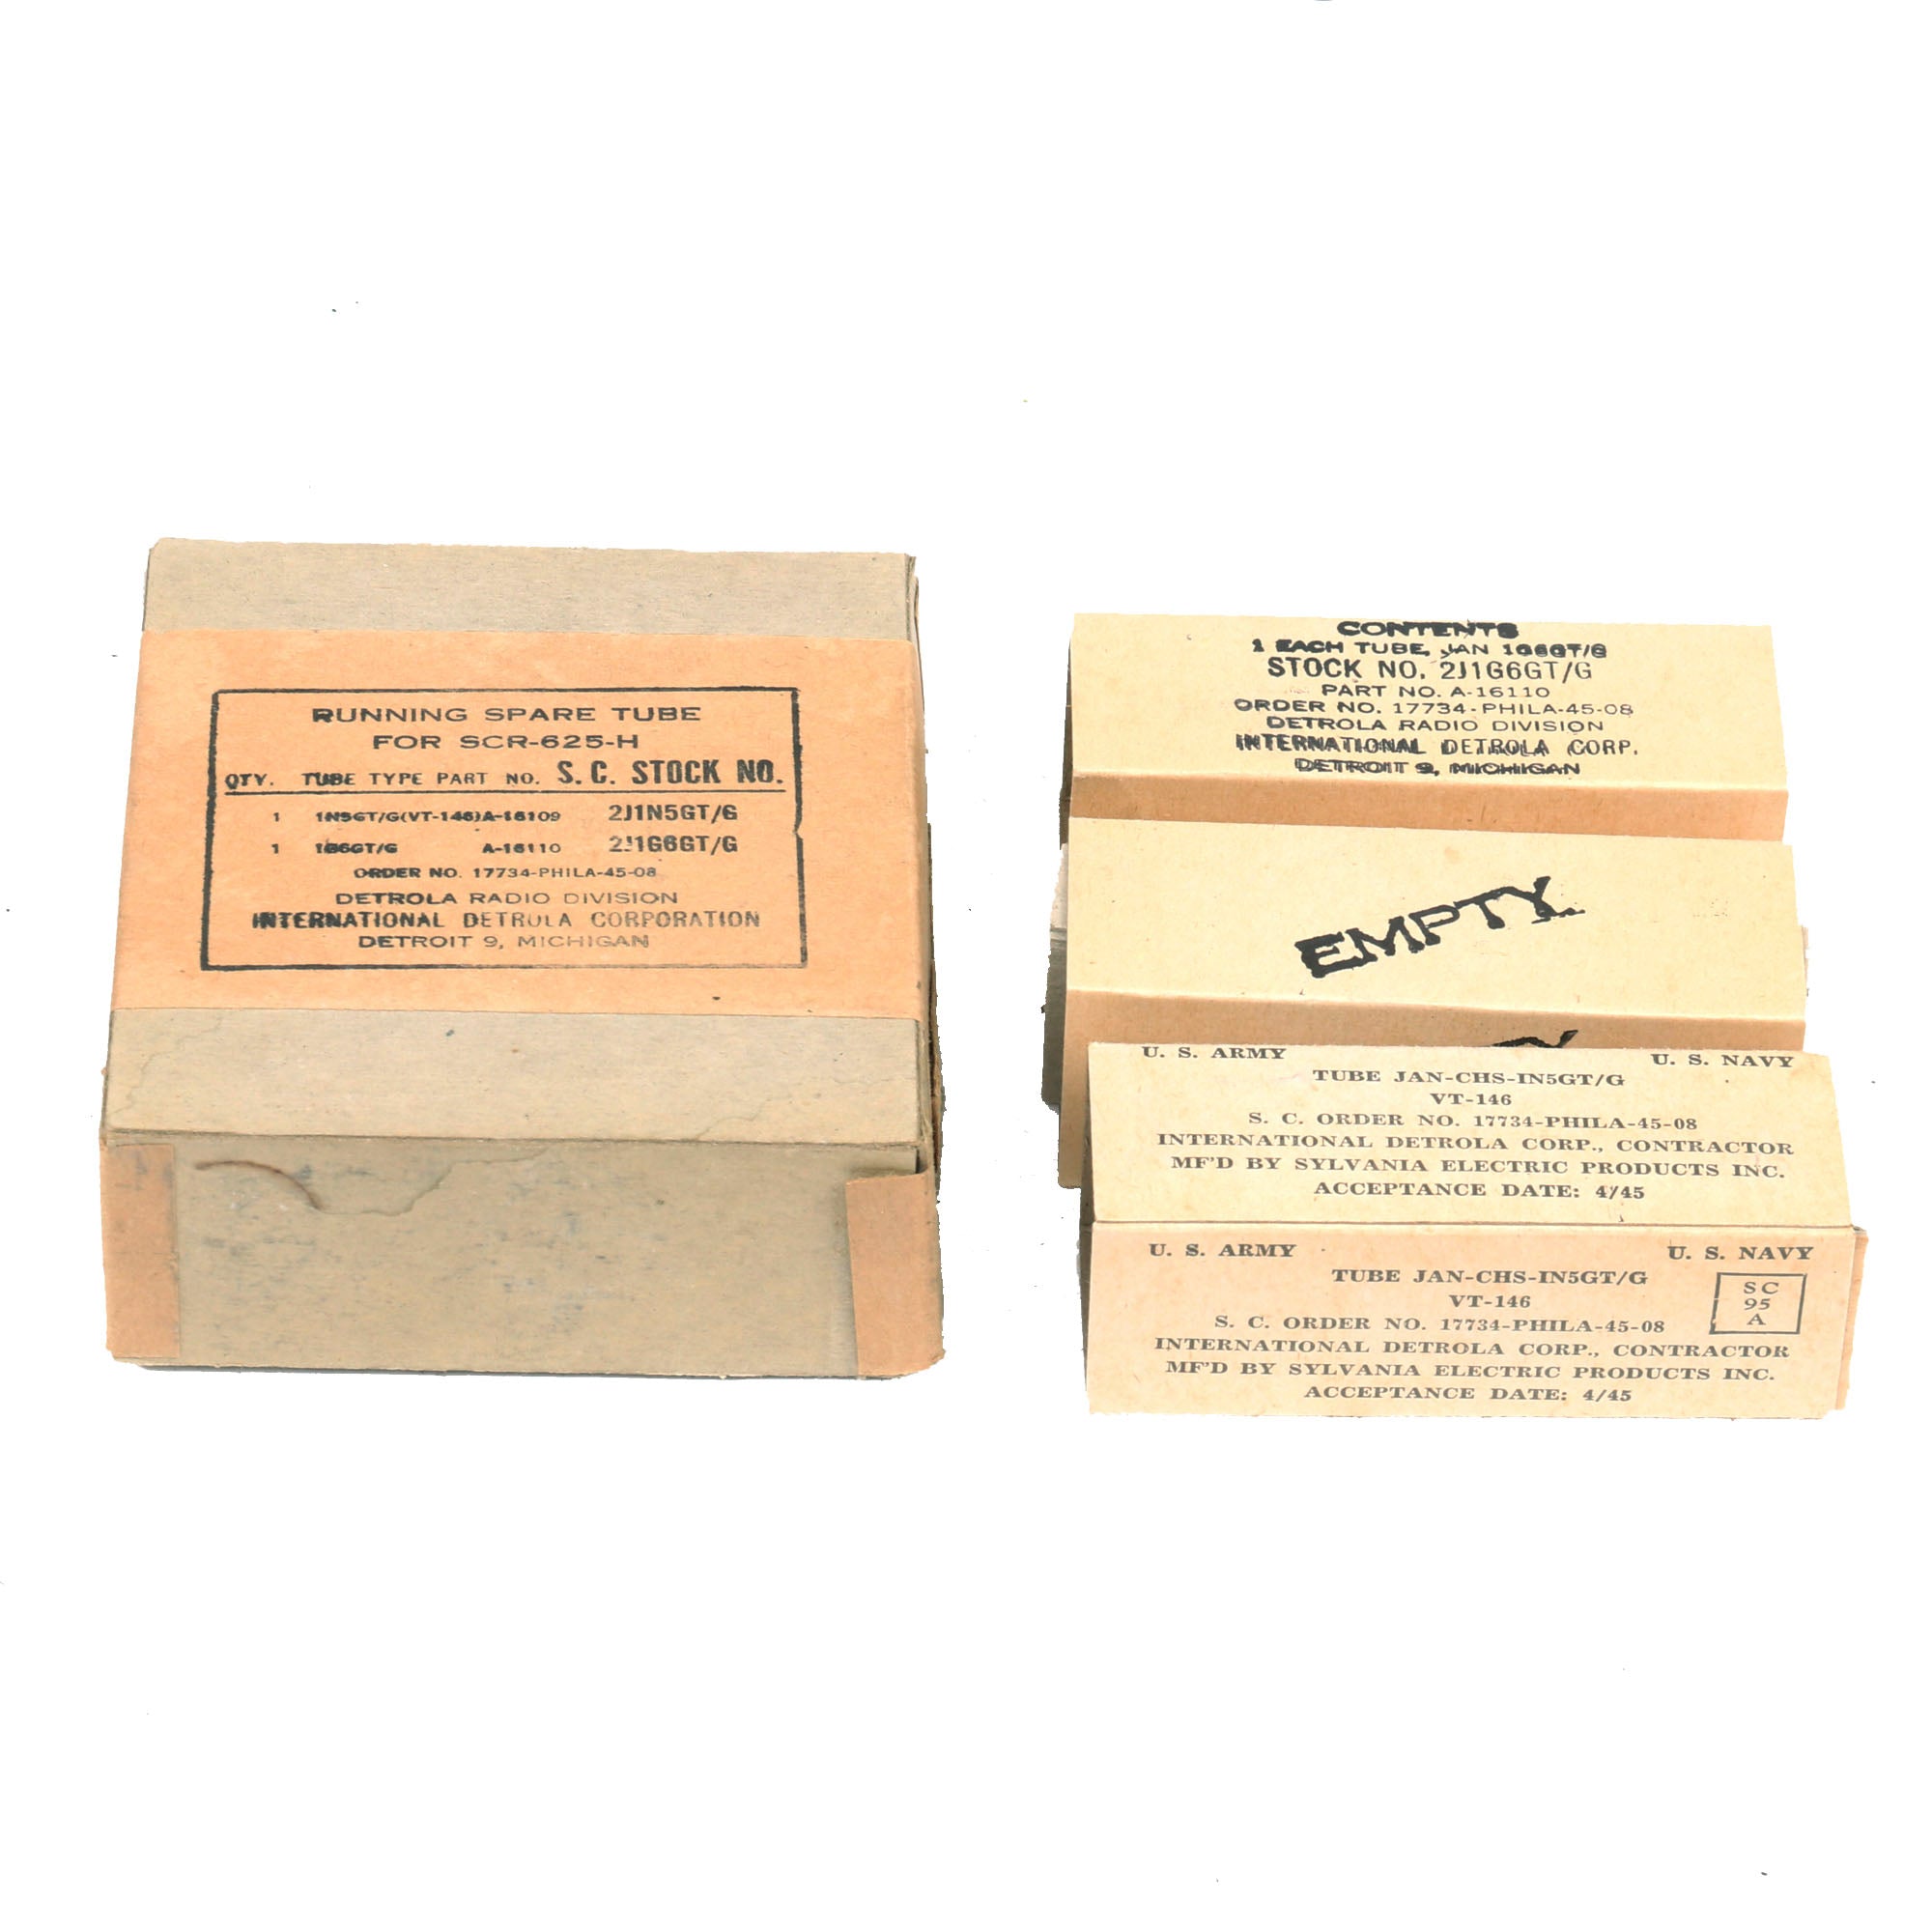 RUNNING SPARE TUBE
FOR SCR-625-H
QTY. TUBE TYPE PART NO. S. C. STOCK NO.
1 1N5GT/G(VT-146)A-16109 2J1N5GT/G
1 1G6GT/G A-16110 2J1G6GT/G
ORDER NO. 17734-PHILA-45-08
DETROLA RADIO DIVISION
INTERNATIONAL DETROLA CORPORATION
DETROIT 9, MICHIGAN
CONTENTS
1 EACH TUBE, JAN 1G6GT/G
STOCK NO. 2J1G6GT/G
PART NO. A-16110
ORDER NO. 17734-PHILA-45-08
DETROLA RADIO DIVISION
INTERNATIONAL DETROLA CORP.
DETROIT 9, MICHIGAN
EMPTY.
U. S. ARMY U. S. NAVY
TUBE JAN-CHS-IN5GT/G
VT-146
S. C. ORDER NO. 17734-PHILA-45-08
INTERNATIONAL DETROLA CORP., CONTRACTOR
MF'D BY SYLVANIA ELECTRIC PRODUCTS INC.
ACCEPTANCE DATE: 4/45
U. S. ARMY U. S. NAVY
TUBE JAN-CHS-IN5GT/G
VT-146
S. C. ORDER NO. 17734-PHILA-45-08
INTERNATIONAL DETROLA CORP., CONTRACTOR
MF'D BY SYLVANIA ELECTRIC PRODUCTS INC.
ACCEPTANCE DATE: 4/45
SC
95
A